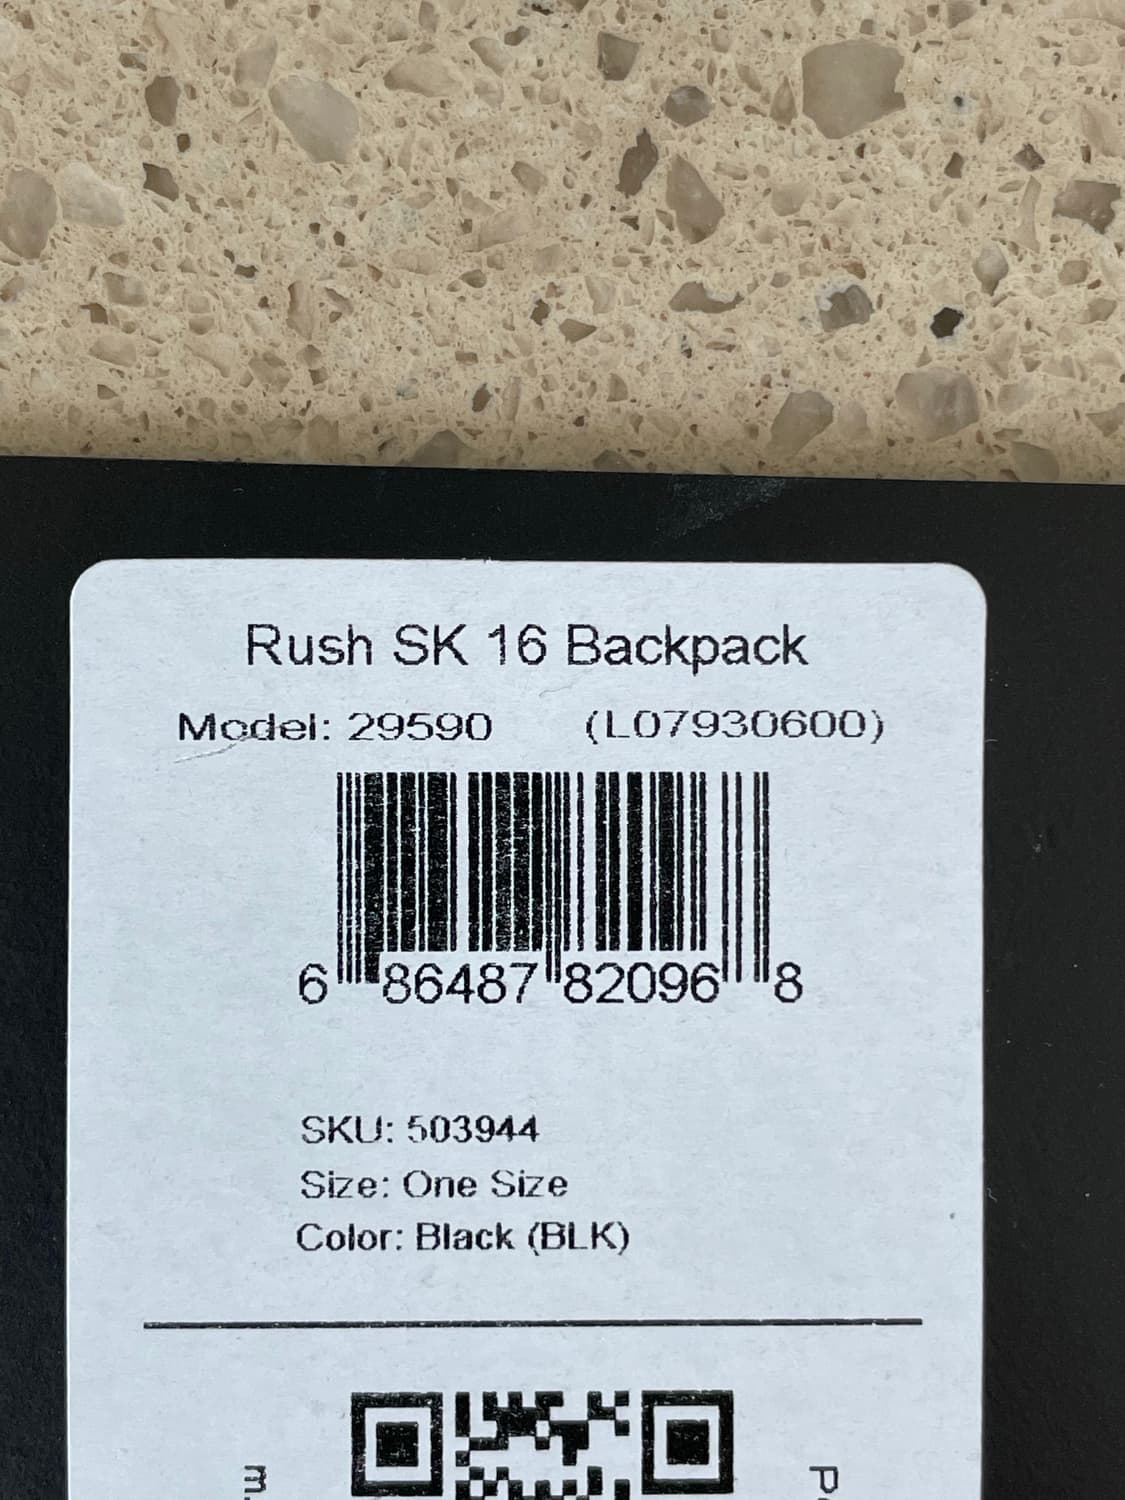 Rush SK 16 Backpack
Model: 29590 (L07930600)
6 86487 82096 8
SKU: 503944
Size: One Size
Color: Black (BLK)